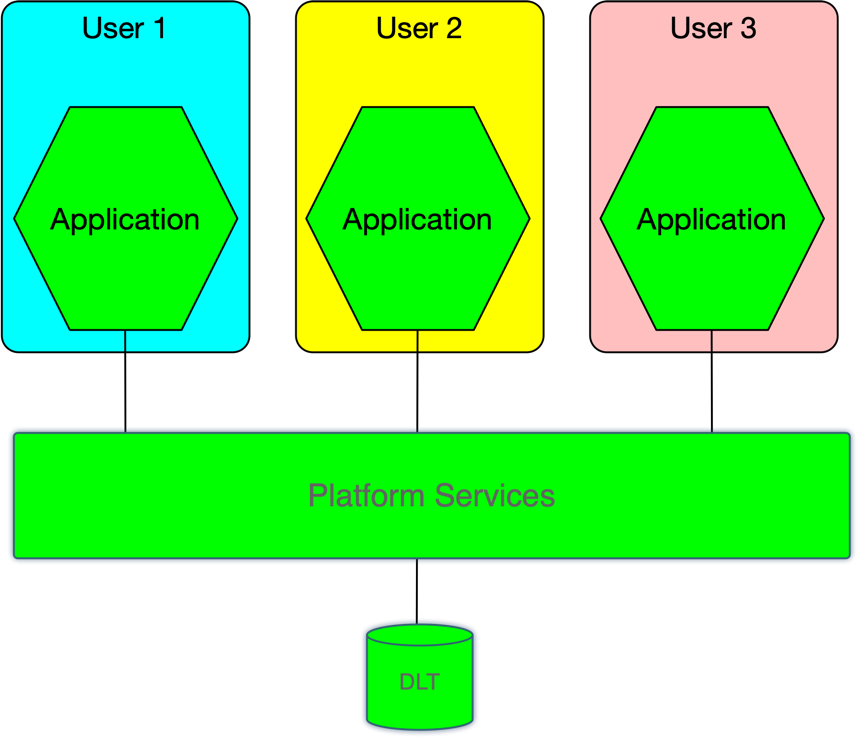 User 1
User 2
User 3
Application
Application
Application
Platform Services
DLT